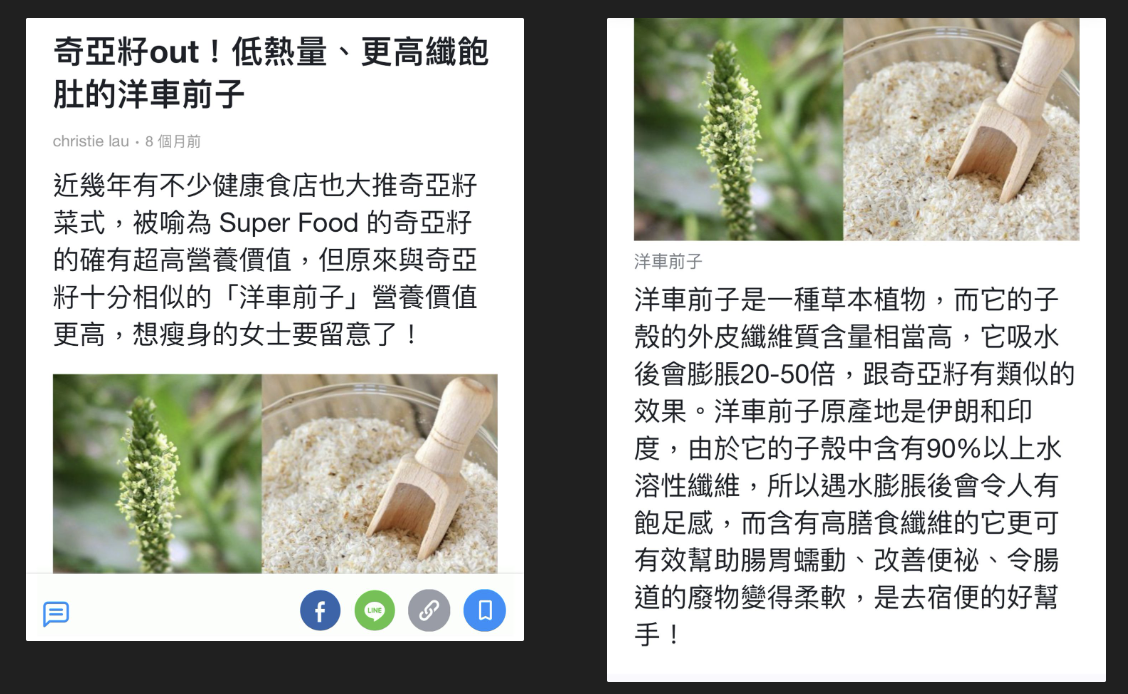 奇亞籽out！低熱量、更高纖飽
肚的洋車前子
christie lau • 8 個月前
近幾年有不少健康食店也大推奇亞籽
菜式，被喻為 Super Food 的奇亞籽
的確有超高營養價值，但原來與奇亞
籽十分相似的「洋車前子」營養價值
更高，想瘦身的女士要留意了！
LINE
洋車前子
洋車前子是一種草本植物，而它的子
殼的外皮纖維質含量相當高，它吸水
後會膨脹20-50倍，跟奇亞籽有類似的
效果。洋車前子原產地是伊朗和印
度，由於它的子殼中含有90%以上水
溶性纖維，所以遇水膨脹後會令人有
飽足感，而含有高膳食纖維的它更可
有效幫助腸胃蠕動、改善便祕、令腸
道的廢物變得柔軟，是去宿便的好幫
手！